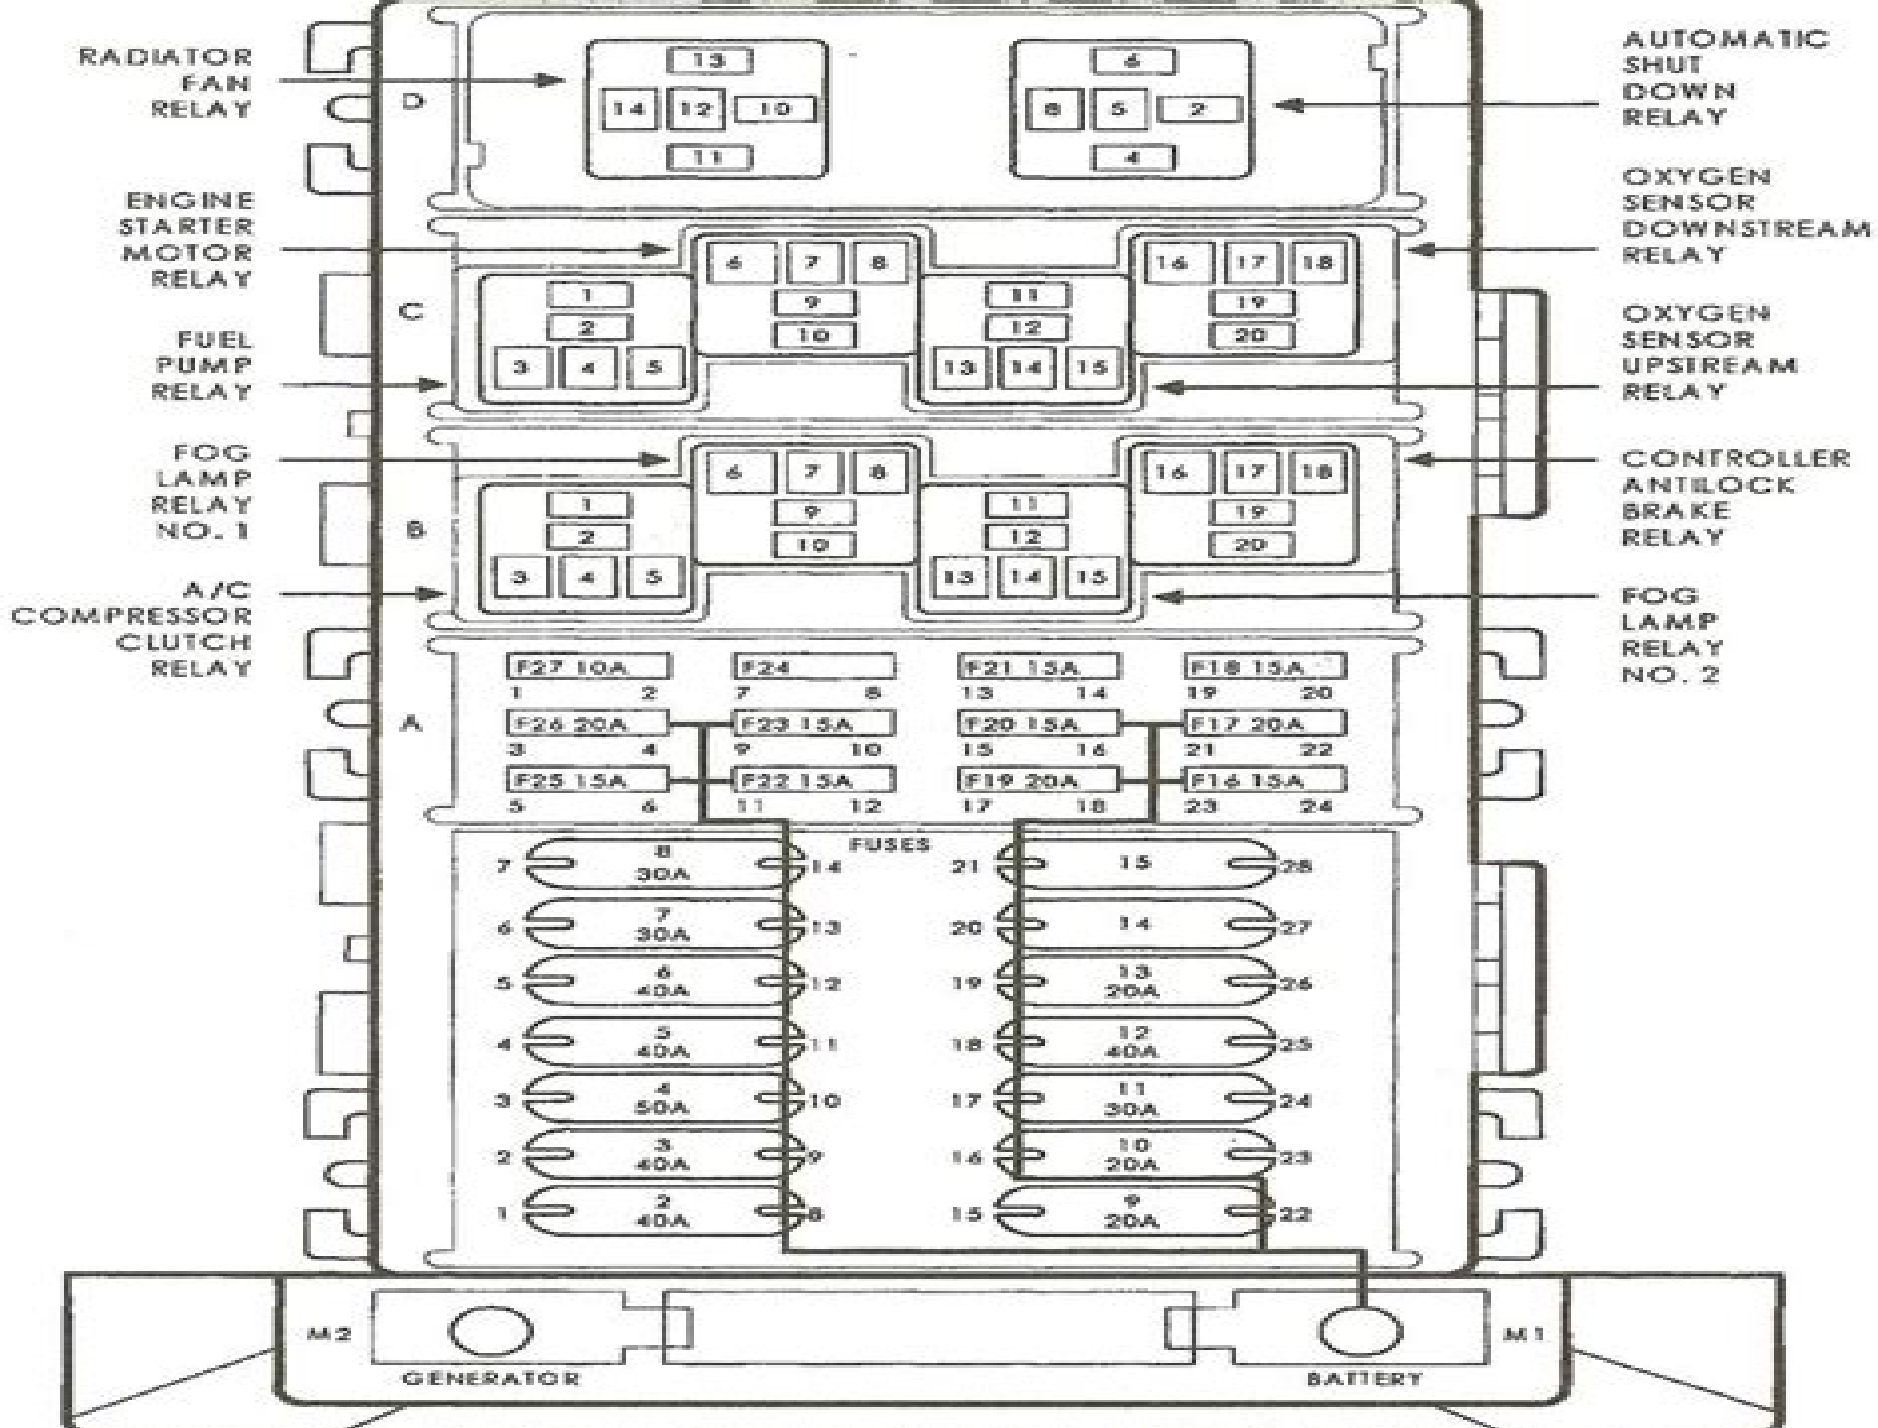 RADIATOR
FAN
RELAY
AUTOMATIC
SHUT
DOWN
RELAY
D
13
14 12 10
11
6
8 5 2
4
ENGINE
STARTER
MOTOR
RELAY
OXYGEN
SENSOR
DOWNSTREAM
RELAY
FUEL
PUMP
RELAY
OXYGEN
SENSOR
UPSTREAM
RELAY
C
1
2
3 4 5
6 7 8
9
10
11
12
13 14 15
16 17 18
19
20
FOG
LAMP
RELAY
NO. 1
CONTROLLER
ANTILOCK
BRAKE
RELAY
A/C
COMPRESSOR
CLUTCH
RELAY
FOG
LAMP
RELAY
NO. 2
B
1
2
3 4 5
6 7 8
9
10
11
12
13 14 15
16 17 18
19
20
A
F27 10A F24 F21 15A F18 15A
1 2 7 8 13 14 19 20
F26 20A F23 15A F20 15A F17 20A
3 4 9 10 15 16 21 22
F25 15A F22 15A F19 20A F16 15A
5 6 11 12 17 18 23 24
FUSES
7 8 30A 14 21 15 28
6 7 30A 13 20 14 27
5 6 40A 12 19 13 20A 26
4 5 40A 11 18 12 40A 25
3 4 50A 10 17 11 30A 24
2 3 40A 9 16 10 20A 23
1 2 40A 8 15 9 20A 22
M2
GENERATOR
M1
BATTERY